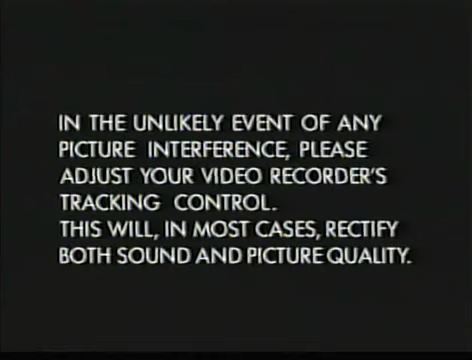 IN THE UNLIKELY EVENT OF ANY
PICTURE INTERFERENCE, PLEASE
ADJUST YOUR VIDEO RECORDER'S
TRACKING CONTROL.
THIS WILL, IN MOST CASES, RECTIFY
BOTH SOUND AND PICTURE QUALITY.